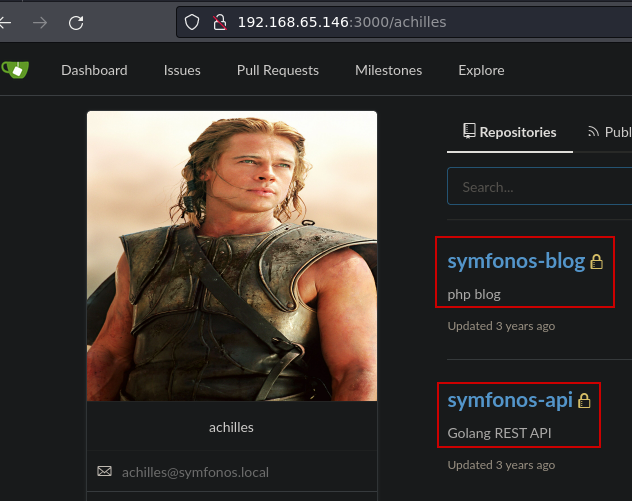 192.168.65.146:3000/achilles
Dashboard Issues Pull Requests Milestones Explore
Repositories Publ
Search...
symfonos-blog
php blog
Updated 3 years ago
symfonos-api
Golang REST API
Updated 3 years ago
achilles
achilles@symfonos.local